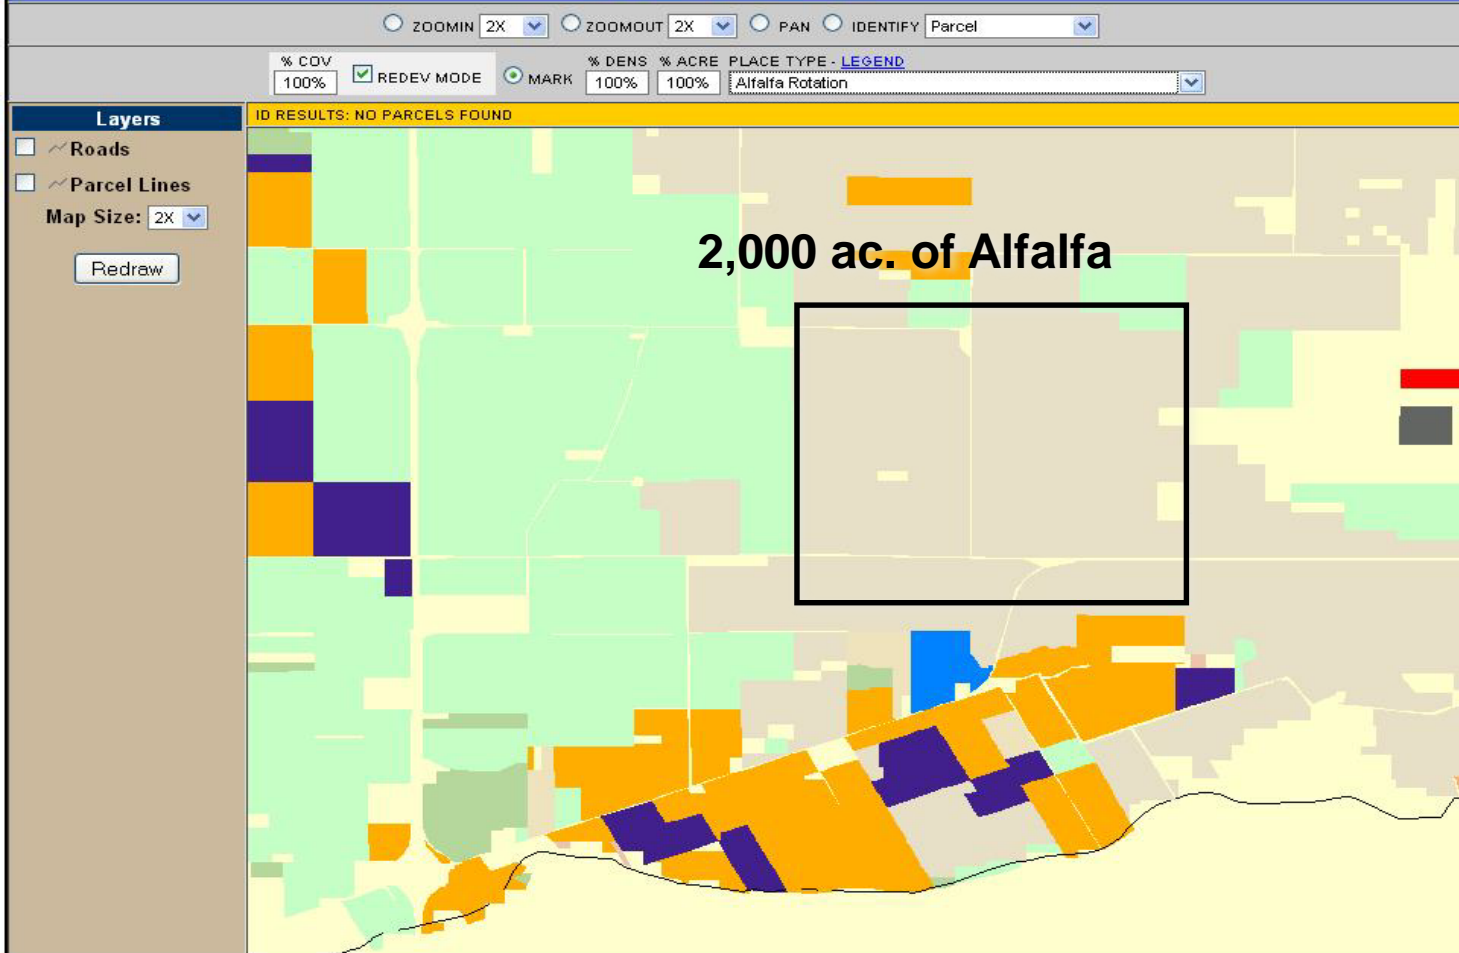 ZOOMIN 2X ZOOMOUT 2X PAN IDENTIFY Parcel
% COV % DENS % ACRE PLACE TYPE - LEGEND
100% REDEV MODE MARK 100% 100% Alfalfa Rotation
Layers
ID RESULTS: NO PARCELS FOUND
Roads
Parcel Lines
Map Size: 2X
Redraw
2,000 ac. of Alfalfa